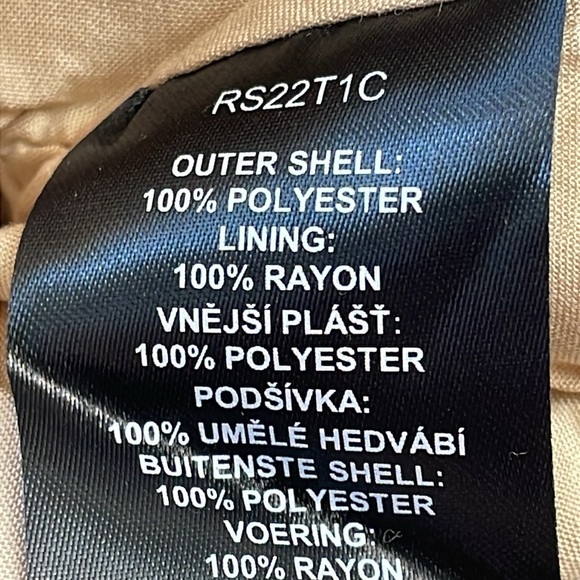 RS22T1C
OUTER SHELL:
100% POLYESTER
LINING:
100% RAYON
VNĚJŠÍ PLÁŠŤ:
100% POLYESTER
PODŠÍVKA:
100% UMĚLÉ HEDVÁBÍ
BUITENSTE SHELL:
100% POLYESTER
VOERING:
100% RAYON